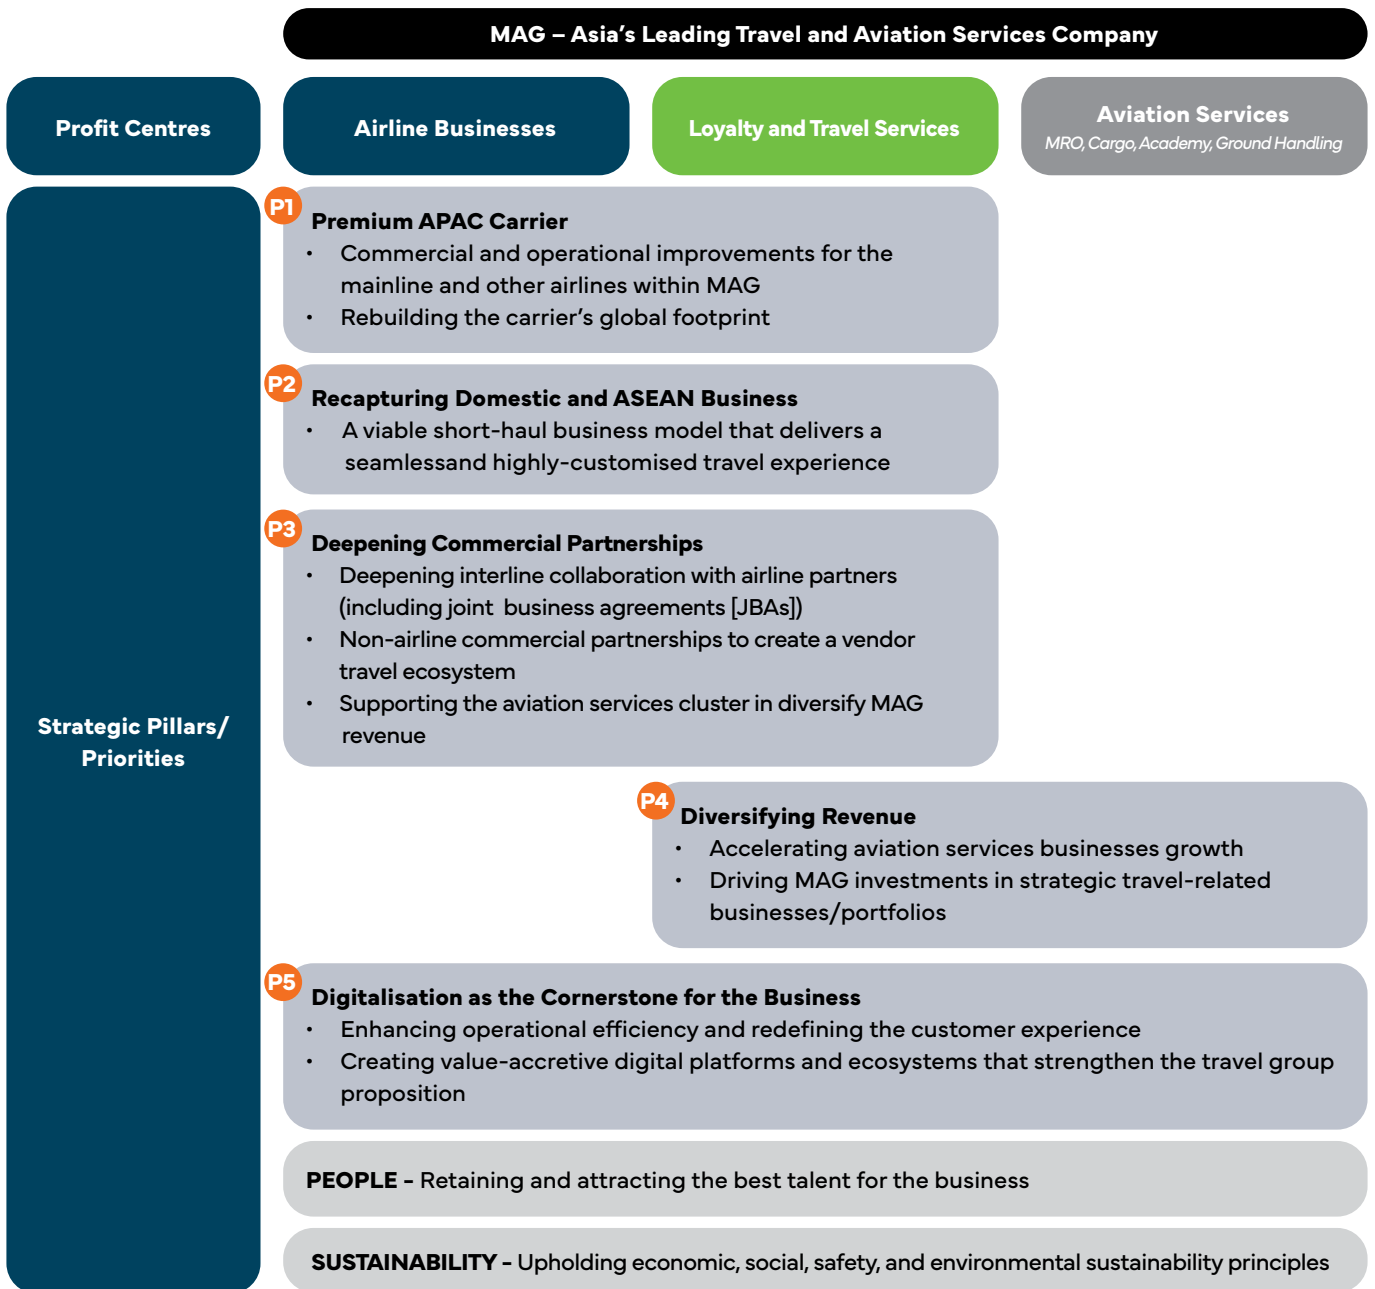 MAG – Asia's Leading Travel and Aviation Services Company
Profit Centres
Airline Businesses
Loyalty and Travel Services
Aviation Services
MRO, Cargo, Academy, Ground Handling
Strategic Pillars/
Priorities
P1
Premium APAC Carrier
• Commercial and operational improvements for the
mainline and other airlines within MAG
• Rebuilding the carrier's global footprint
P2
Recapturing Domestic and ASEAN Business
• A viable short-haul business model that delivers a
seamlessand highly-customised travel experience
P3
Deepening Commercial Partnerships
• Deepening interline collaboration with airline partners
(including joint business agreements [JBAs])
• Non-airline commercial partnerships to create a vendor
travel ecosystem
• Supporting the aviation services cluster in diversify MAG
revenue
P4
Diversifying Revenue
• Accelerating aviation services businesses growth
• Driving MAG investments in strategic travel-related
businesses/portfolios
P5
Digitalisation as the Cornerstone for the Business
• Enhancing operational efficiency and redefining the customer experience
• Creating value-accretive digital platforms and ecosystems that strengthen the travel group
proposition
PEOPLE - Retaining and attracting the best talent for the business
SUSTAINABILITY - Upholding economic, social, safety, and environmental sustainability principles